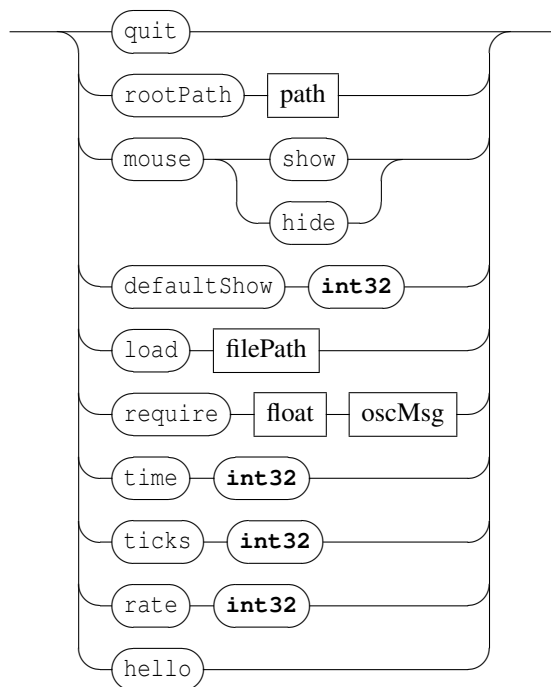 quit
rootPath path
mouse show
hide
defaultShow int32
load filePath
require float oscMsg
time int32
ticks int32
rate int32
hello